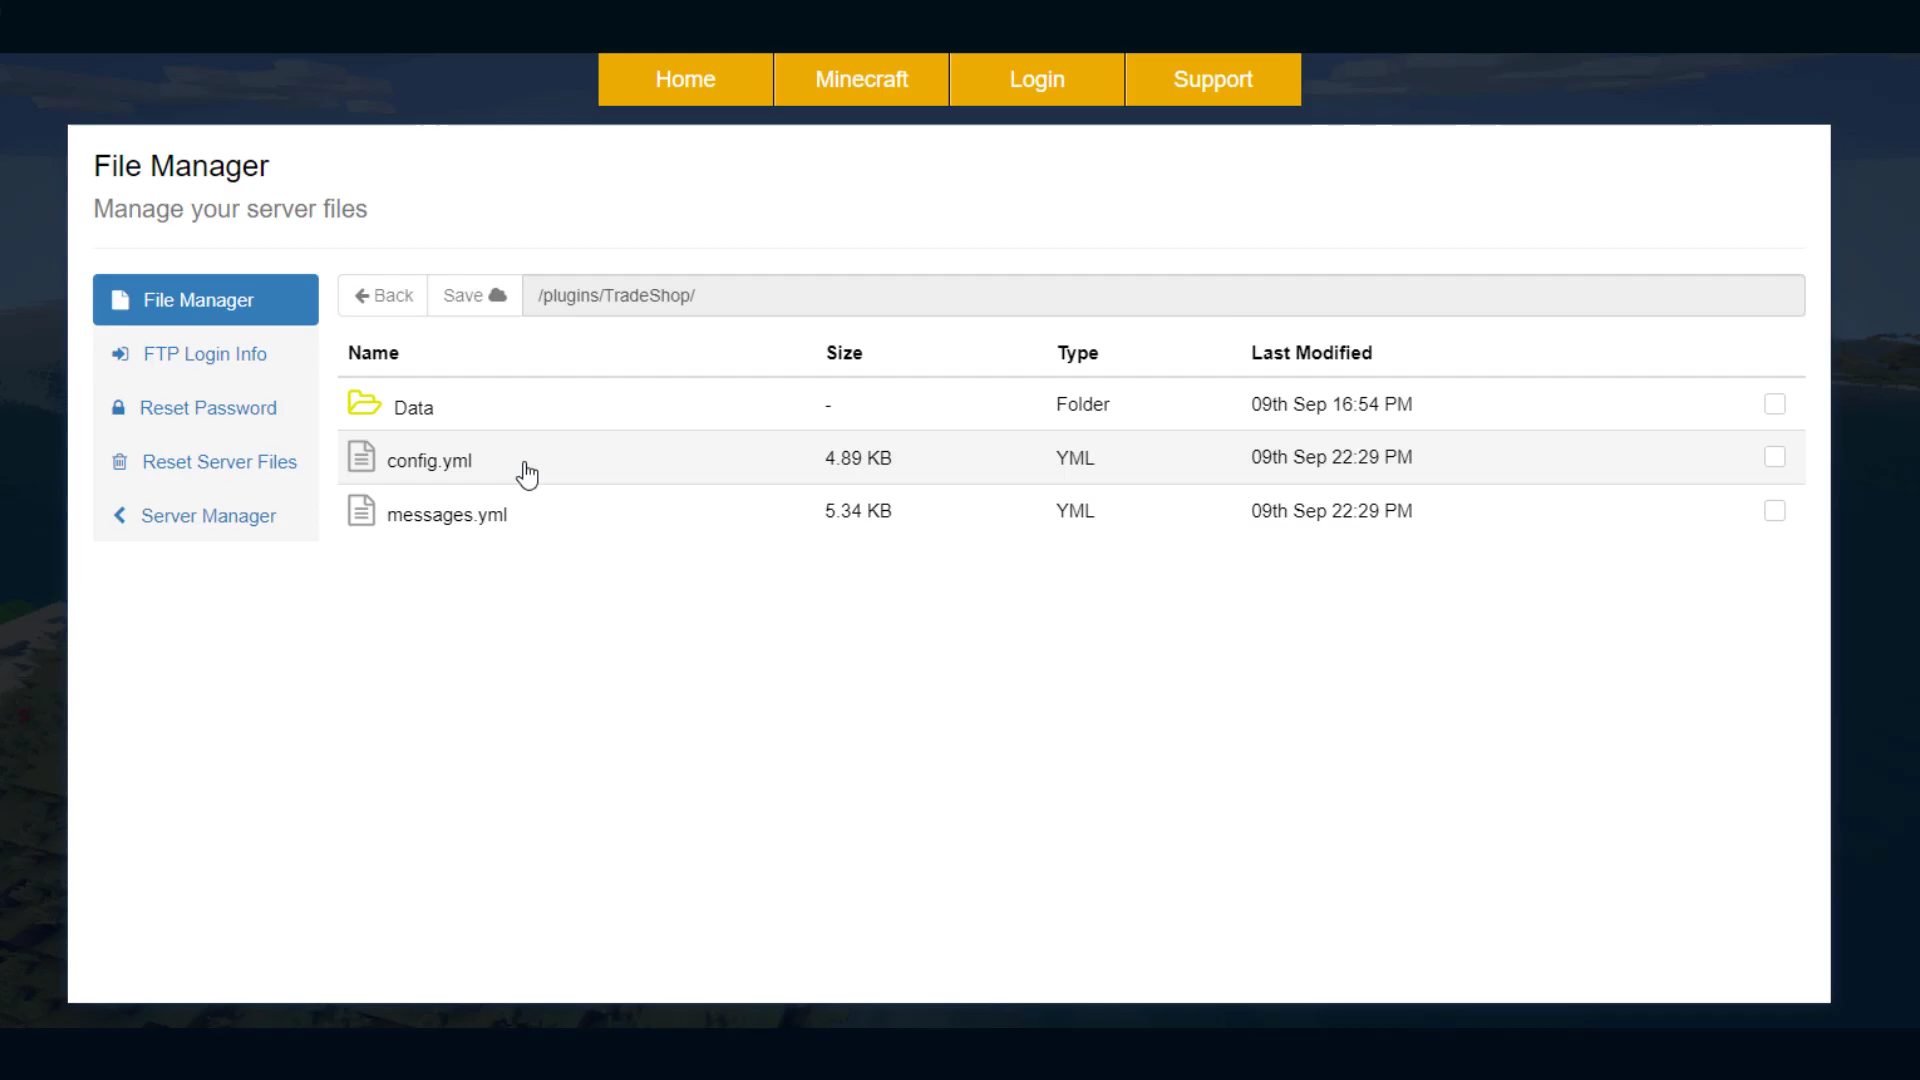 Home Minecraft Login Support
File Manager
Manage your server files
File Manager
FTP Login Info
Reset Password
Reset Server Files
Server Manager
Back Save /plugins/TradeShop/
Name Size Type Last Modified
Data - Folder 09th Sep 16:54 PM
config.yml 4.89 KB YML 09th Sep 22:29 PM
messages.yml 5.34 KB YML 09th Sep 22:29 PM